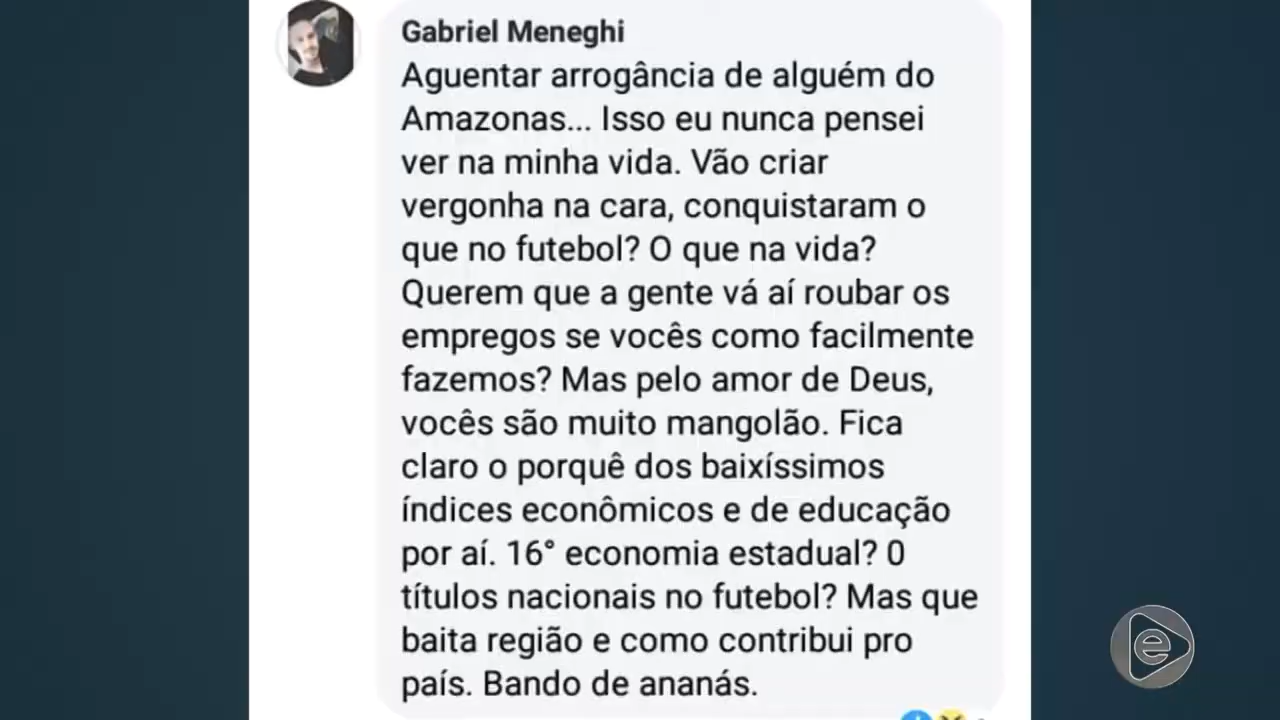 Gabriel Meneghi
Aguentar arrogância de alguém do
Amazonas... Isso eu nunca pensei
ver na minha vida. Vão criar
vergonha na cara, conquistaram o
que no futebol? O que na vida?
Querem que a gente vá aí roubar os
empregos se vocês como facilmente
fazemos? Mas pelo amor de Deus,
vocês são muito mangolão. Fica
claro o porquê dos baixíssimos
índices econômicos e de educação
por aí. 16° economia estadual? 0
títulos nacionais no futebol? Mas que
baita região e como contribui pro
país. Bando de ananás.
e